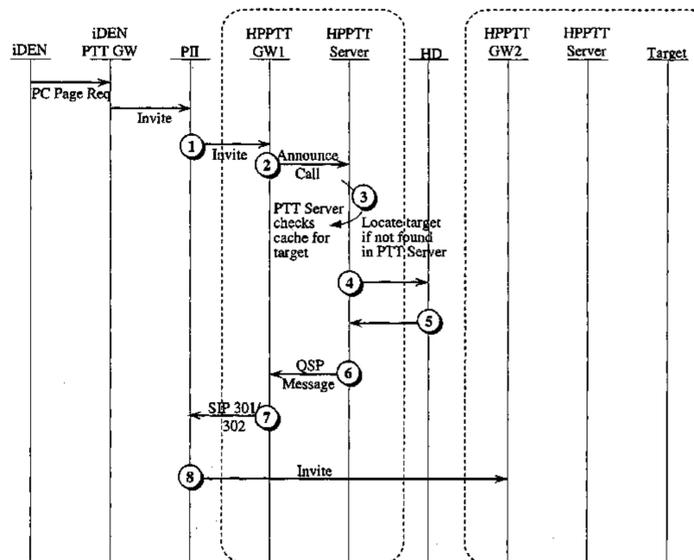 iDEN
iDEN
PTT GW
PII
HPPTT
GW1
HPPTT
Server
HD
HPPTT
GW2
HPPTT
Server
Target
PC Page Req
Invite
1
Invite
2
Announce
Call
3
PTT Server
checks
cache for
target
Locate target
if not found
in PTT Server
4
5
QSP
Message
6
SIP 301/
302
7
8
Invite